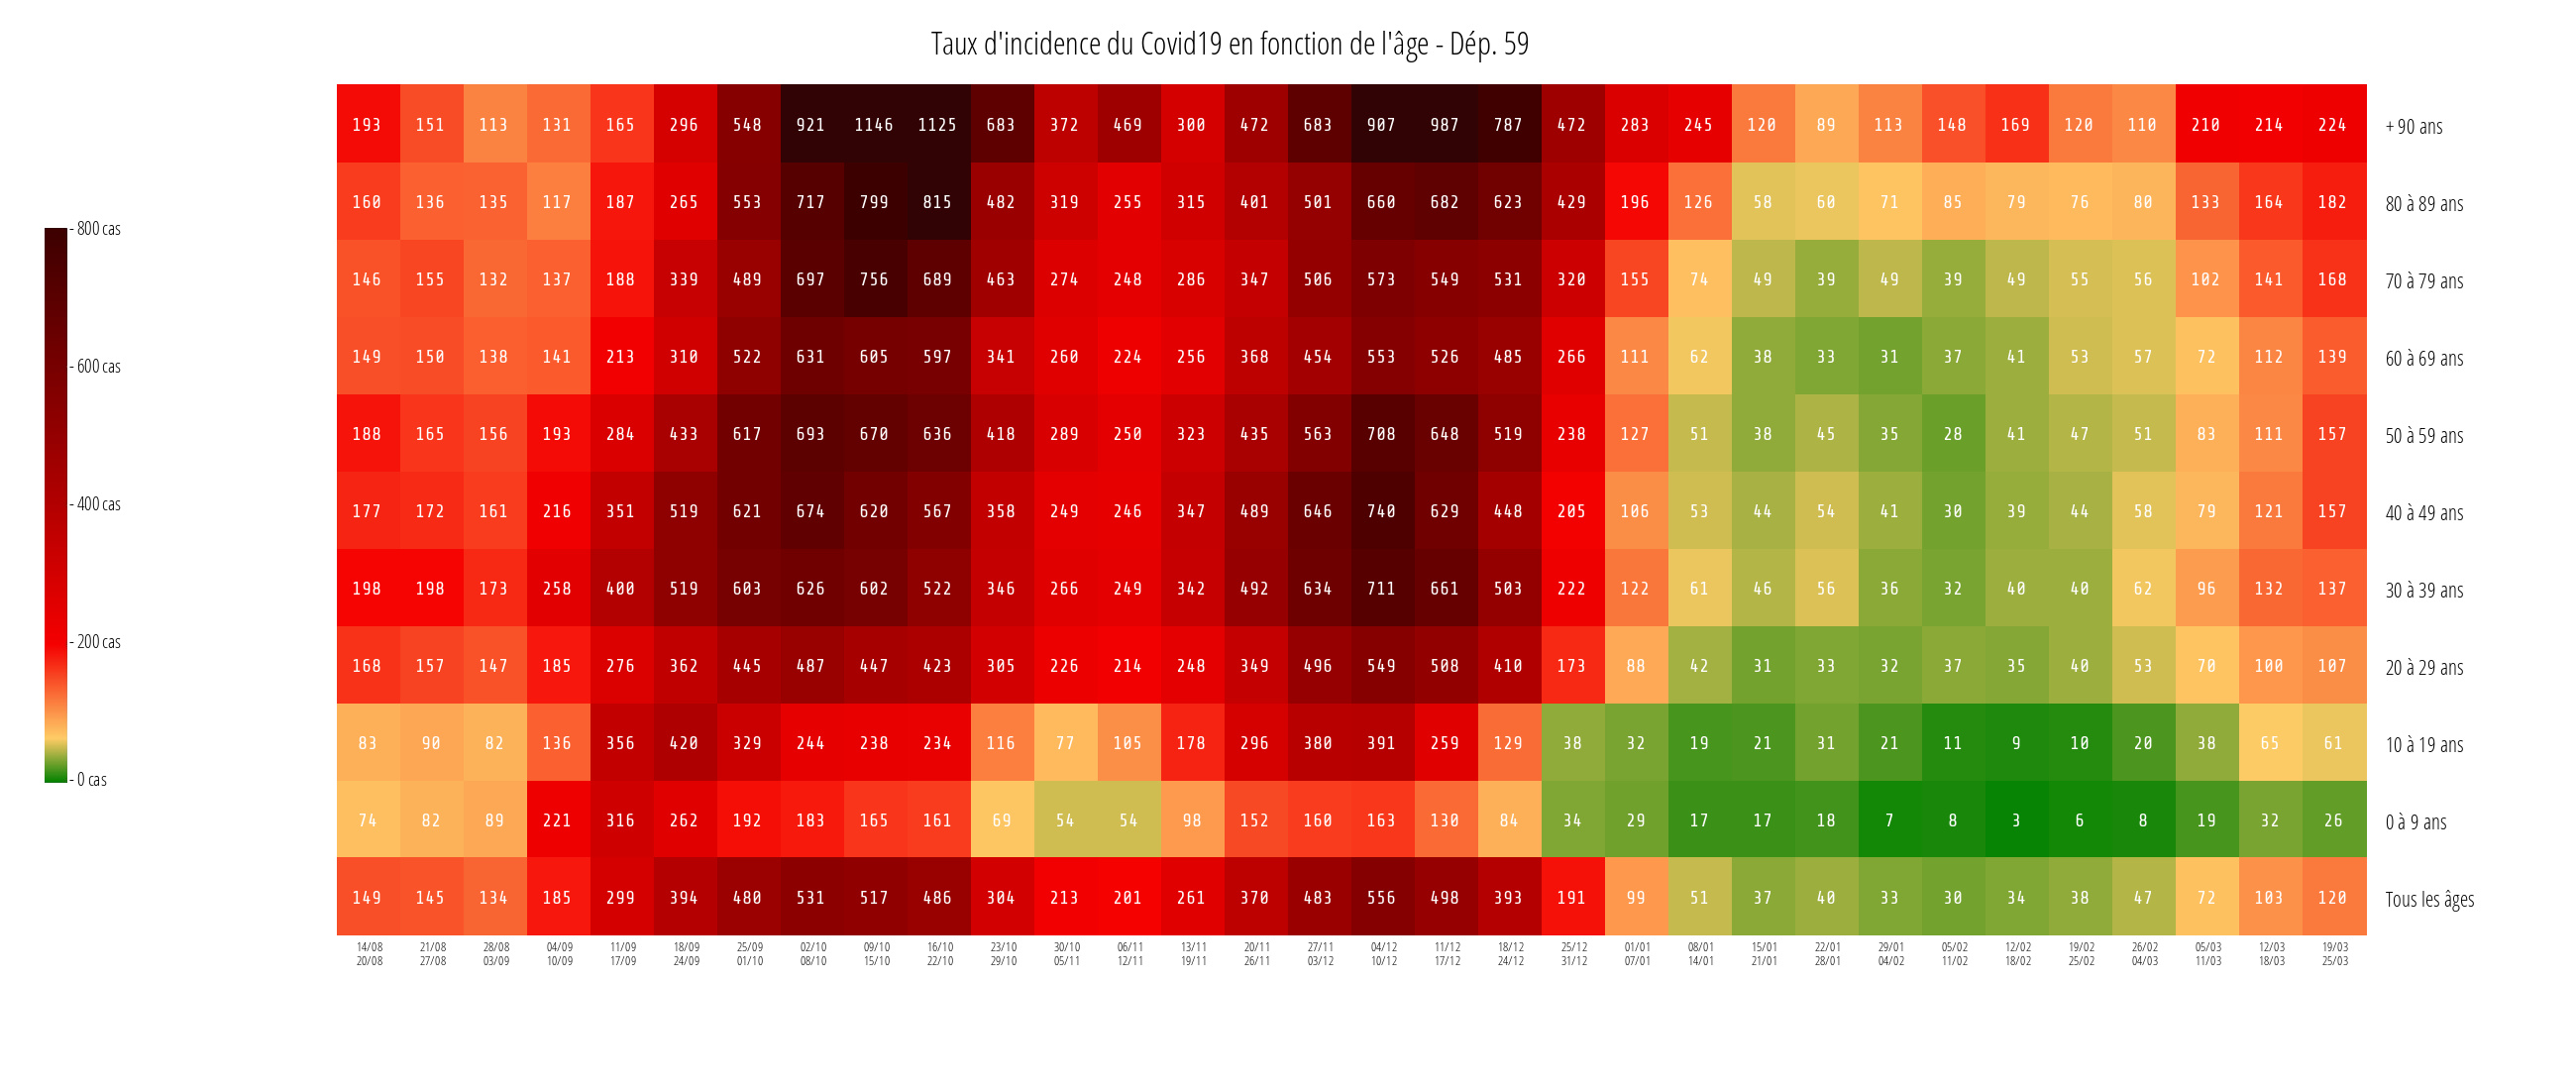 Taux d'incidence du Covid19 en fonction de l'âge - Dép. 59
193 151 113 131 165 296 548 921 1146 1125 683 372 469 300 472 683 907 987 787 472 283 245 120 89 113 148 169 120 110 210 214 224 + 90 ans
160 136 135 117 187 265 553 717 799 815 482 319 255 315 401 501 660 682 623 429 196 126 58 60 71 85 79 76 80 133 164 182 80 à 89 ans
146 155 132 137 188 339 489 697 756 689 463 274 248 286 347 506 573 549 531 320 155 74 49 39 49 39 49 55 56 102 141 168 70 à 79 ans
149 150 138 141 213 310 522 631 605 597 341 260 224 256 368 454 553 526 485 266 111 62 38 33 31 37 41 53 57 72 112 139 60 à 69 ans
188 165 156 193 284 433 617 693 670 636 418 289 250 323 435 563 708 648 519 238 127 51 38 45 35 28 41 47 51 83 111 157 50 à 59 ans
177 172 161 216 351 519 621 674 620 567 358 249 246 347 489 646 740 629 448 205 106 53 44 54 41 30 39 44 58 79 121 157 40 à 49 ans
198 198 173 258 400 519 603 626 602 522 346 266 249 342 492 634 711 661 503 222 122 61 46 56 36 32 40 40 62 96 132 137 30 à 39 ans
168 157 147 185 276 362 445 487 447 423 305 226 214 248 349 496 549 508 410 173 88 42 31 33 32 37 35 40 53 70 100 107 20 à 29 ans
83 90 82 136 356 420 329 244 238 234 116 77 105 178 296 380 391 259 129 38 32 19 21 31 21 11 9 10 20 38 65 61 10 à 19 ans
74 82 89 221 316 262 192 183 165 161 69 54 54 98 152 160 163 130 84 34 29 17 17 18 7 8 3 6 8 19 32 26 0 à 9 ans
149 145 134 185 299 394 480 531 517 486 304 213 201 261 370 483 556 498 393 191 99 51 37 40 33 30 34 38 47 72 103 120 Tous les âges
14/08 21/08 28/08 04/09 11/09 18/09 25/09 02/10 09/10 16/10 23/10 30/10 06/11 13/11 20/11 27/11 04/12 11/12 18/12 25/12 01/01 08/01 15/01 22/01 29/01 05/02 12/02 19/02 26/02 05/03 12/03 19/03
20/08 27/08 03/09 10/09 17/09 24/09 01/10 08/10 15/10 22/10 29/10 05/11 12/11 19/11 26/11 03/12 10/12 17/12 24/12 31/12 07/01 14/01 21/01 28/01 04/02 11/02 18/02 25/02 04/03 11/03 18/03 25/03
- 800 cas
- 600 cas
- 400 cas
- 200 cas
- 0 cas